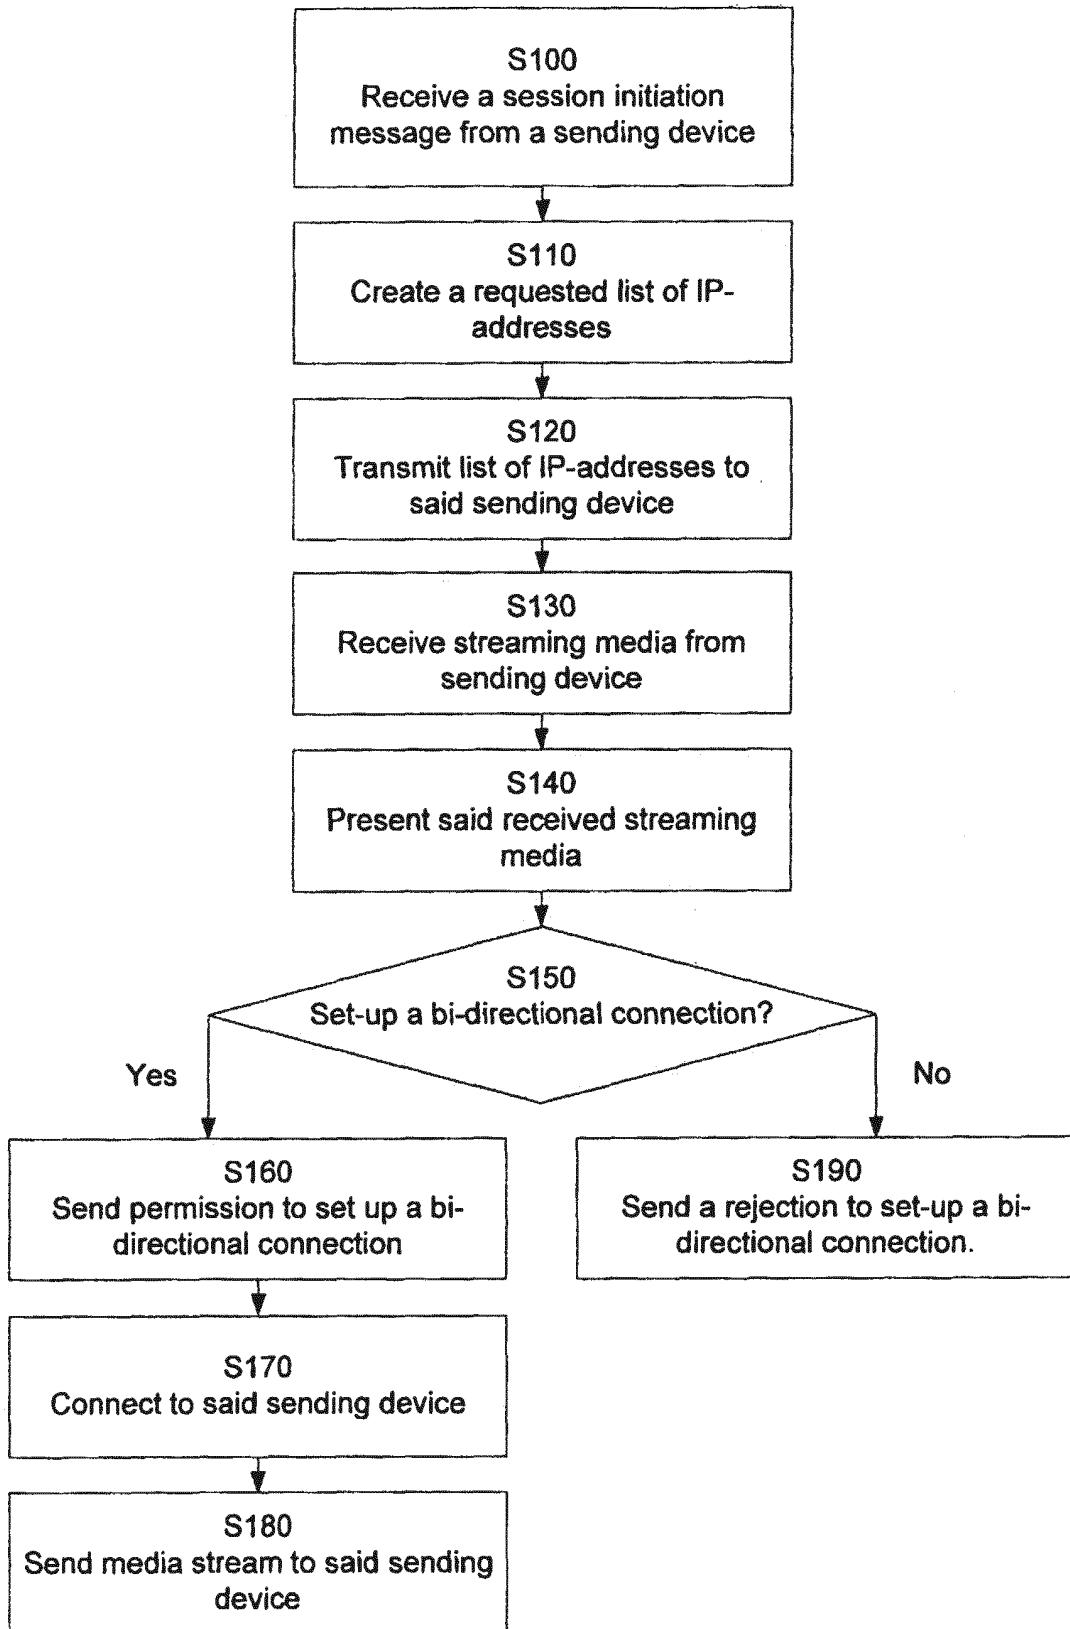 S100
Receive a session initiation
message from a sending device
S110
Create a requested list of IP-
addresses
S120
Transmit list of IP-addresses to
said sending device
S130
Receive streaming media from
sending device
S140
Present said received streaming
media
S150
Set-up a bi-directional connection?
Yes
No
S160
Send permission to set up a bi-
directional connection
S190
Send a rejection to set-up a bi-
directional connection.
S170
Connect to said sending device
S180
Send media stream to said sending
device